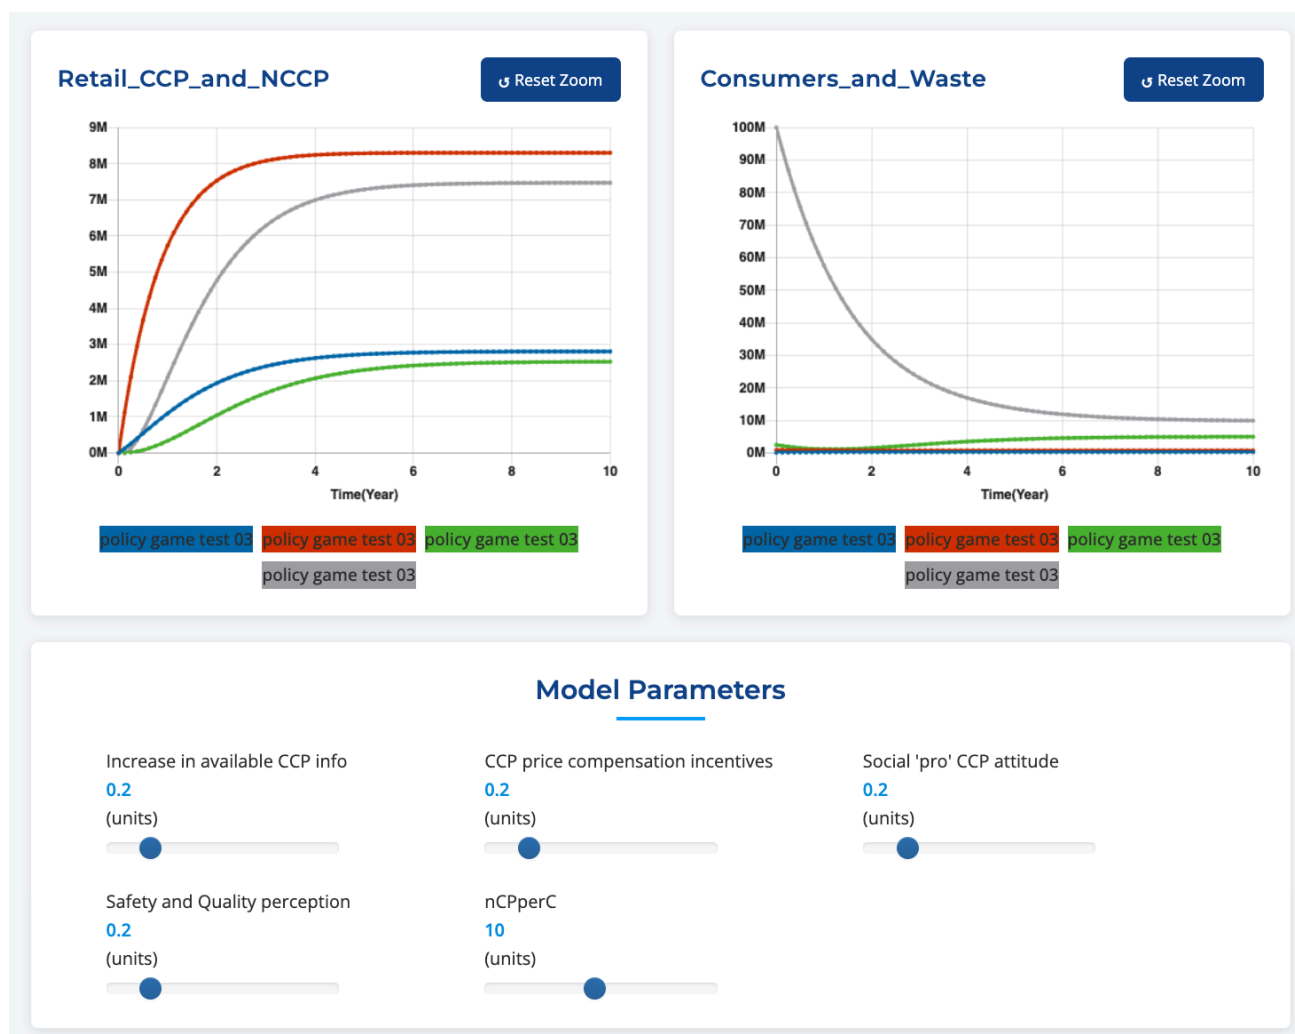 Retail_CCP_and_NCCP
↺ Reset Zoom
9M
8M
7M
6M
5M
4M
3M
2M
1M
0M
0 2 4 6 8 10
Time(Year)
policy game test 03 policy game test 03 policy game test 03
policy game test 03
Consumers_and_Waste
↺ Reset Zoom
100M
90M
80M
70M
60M
50M
40M
30M
20M
10M
0M
0 2 4 6 8 10
Time(Year)
policy game test 03 policy game test 03 policy game test 03
policy game test 03
Model Parameters
Increase in available CCP info
0.2
(units)
CCP price compensation incentives
0.2
(units)
Social 'pro' CCP attitude
0.2
(units)
Safety and Quality perception
0.2
(units)
nCPperC
10
(units)